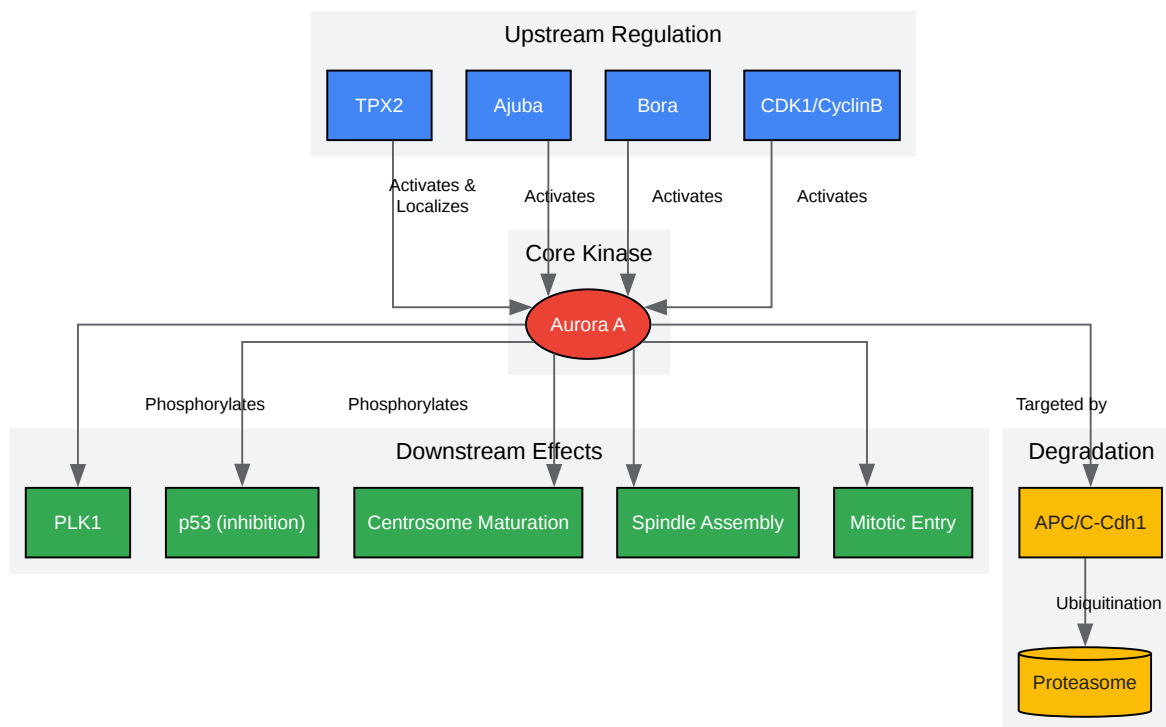 Upstream Regulation
TPX2
Ajuba
Bora
CDK1/CyclinB
Activates &
Localizes
Activates
Activates
Activates
Core Kinase
Aurora A
Phosphorylates
Phosphorylates
Targeted by
Downstream Effects
Degradation
PLK1
p53 (inhibition)
Centrosome Maturation
Spindle Assembly
Mitotic Entry
APC/C-Cdh1
Ubiquitination
Proteasome